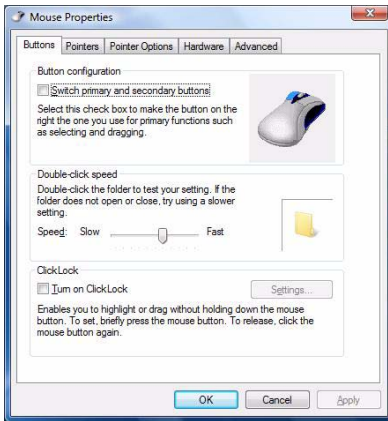 Mouse Properties
Buttons Pointers Pointer Options Hardware Advanced
Button configuration
Switch primary and secondary buttons
Select this check box to make the button on the
right the one you use for primary functions such
as selecting and dragging.
Double-click speed
Double-click the folder to test your setting. If the
folder does not open or close, try using a slower
setting.
Speed: Slow Fast
ClickLock
Turn on ClickLock
Settings...
Enables you to highlight or drag without holding down the mouse
button. To set, briefly press the mouse button. To release, click the
mouse button again.
OK Cancel Apply